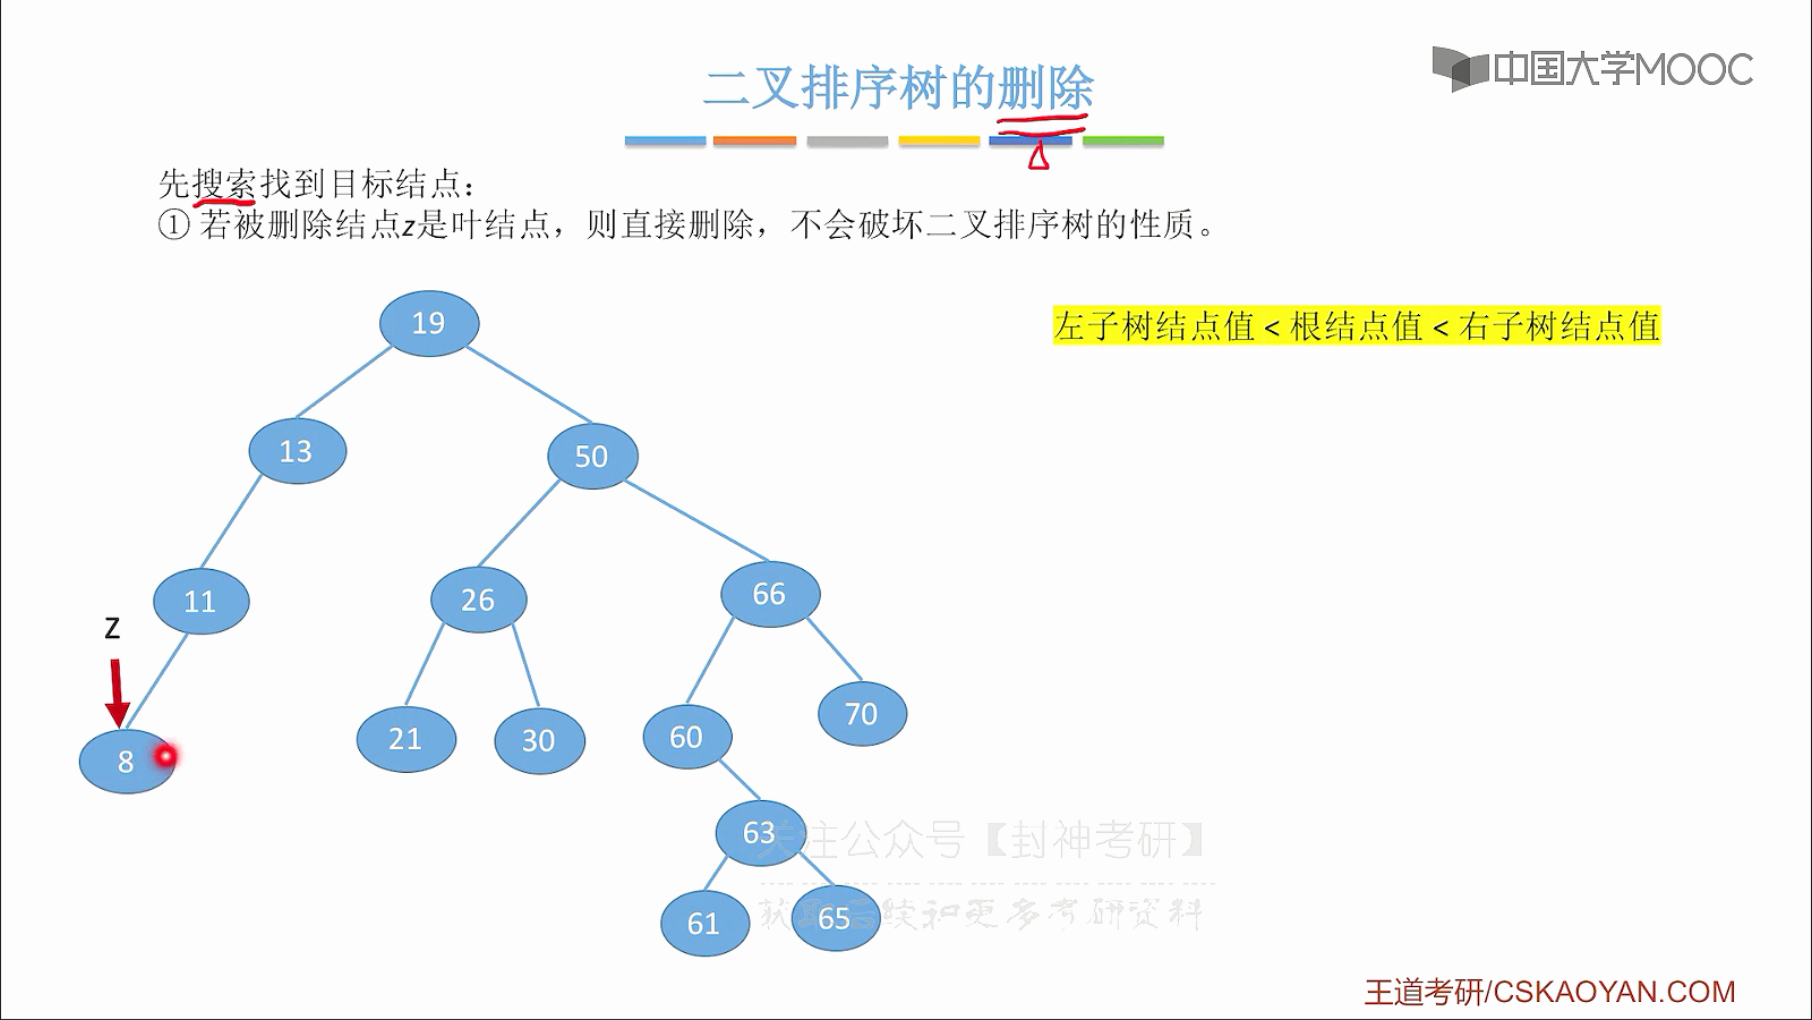 中国大学MOOC
二叉排序树的删除
先搜索找到目标结点：
① 若被删除结点z是叶结点，则直接删除，不会破坏二叉排序树的性质。
左子树结点值 < 根结点值 < 右子树结点值
19
13
50
11
26
66
z
8
21
30
60
70
63
61
65
关注公众号【封神考研】
获取后续和更多考研资料
王道考研/CSKAOYAN.COM